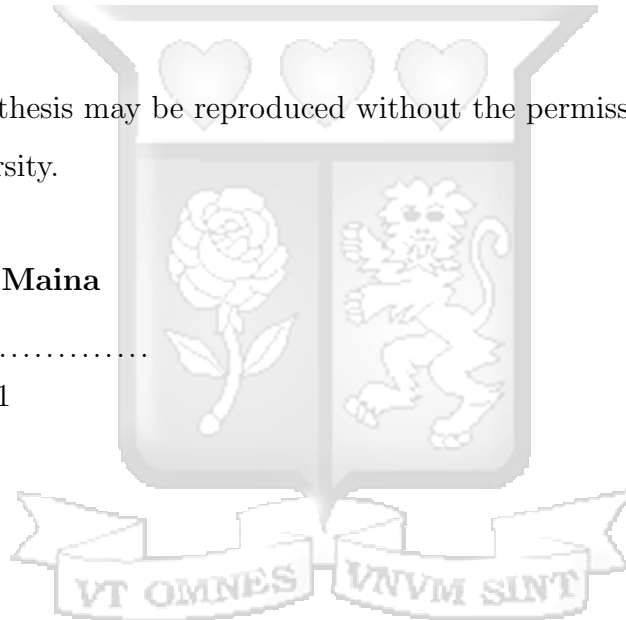 thesis may be reproduced without the permiss
rsity.
Maina
.............
1
VT OMNES VNVM SINT